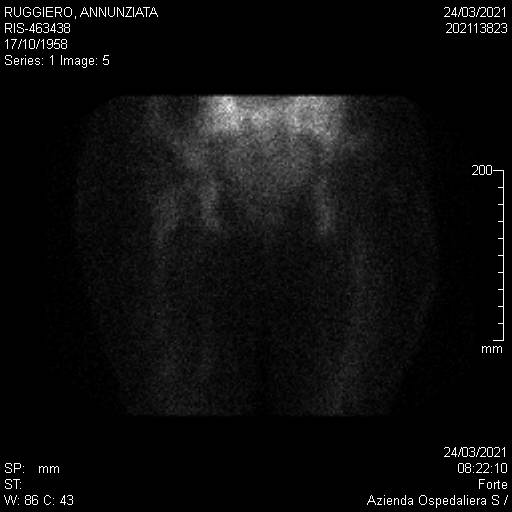 RUGGIERO, ANNUNZIATA
RIS-463438
17/10/1958
Series: 1 Image: 5
24/03/2021
202113823
200
mm
SP: mm
ST:
W: 86 C: 43
24/03/2021
08:22:10
Forte
Azienda Ospedaliera S /